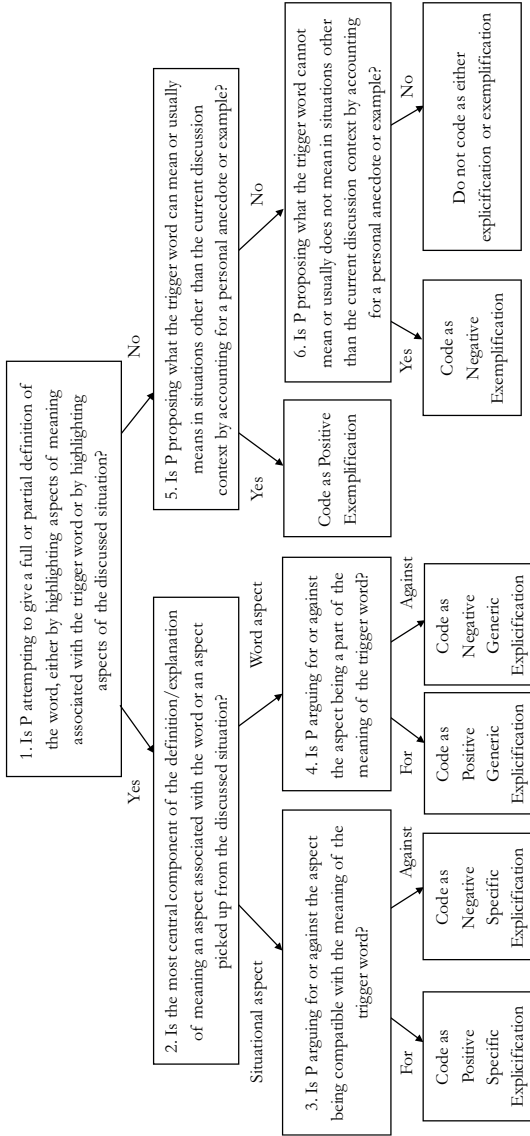 1. Is P attempting to give a full or partial definition of
the word, either by highlighting aspects of meaning
associated with the trigger word or by highlighting
aspects of the discussed situation?
Yes
No
2. Is the most central component of the definition/explanation
of meaning an aspect associated with the word or an aspect
picked up from the discussed situation?
Situational aspect
Word aspect
3. Is P arguing for or against the aspect
being compatible with the meaning of the
trigger word?
For
Against
Code as
Positive
Specific
Explicification
Code as
Negative
Specific
Explicification
4. Is P arguing for or against
the aspect being a part of the
meaning of the trigger word?
For
Against
Code as
Positive
Generic
Explicification
Code as
Negative
Generic
Explicification
5. Is P proposing what the trigger word can mean or usually
means in situations other than the current discussion
context by accounting for a personal anecdote or example?
Yes
No
Code as Positive
Exemplification
6. Is P proposing what the trigger word cannot
mean or usually does not mean in situations other
than the current discussion context by accounting
for a personal anecdote or example?
Yes
No
Code as
Negative
Exemplification
Do not code as either
explicification or exemplification